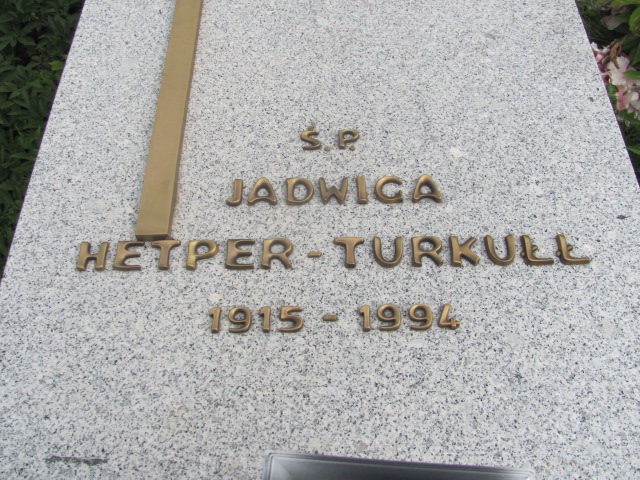 Ś.P.
JADWIGA
HETPER-TURKUŁŁ
1915-1994